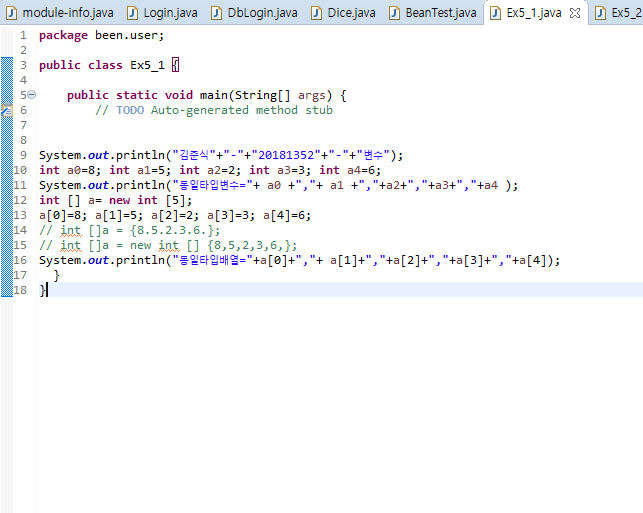 module-info.java Login.java DbLogin.java Dice.java BeanTest.java Ex5_1.java Ex5_2
1 package been.user;
2
3 public class Ex5_1 {
4
5 public static void main(String[] args) {
6 // TODO Auto-generated method stub
7
8
9 System.out.println("김준식"+"-"+"20181352"+"-"+"변수");
10 int a0=8; int a1=5; int a2=2; int a3=3; int a4=6;
11 System.out.println("동일타입변수="+ a0 +","+ a1 +","+a2+","+a3+","+a4 );
12 int [] a= new int [5];
13 a[0]=8; a[1]=5; a[2]=2; a[3]=3; a[4]=6;
14 // int []a = {8.5.2.3.6.};
15 // int []a = new int [] {8,5,2,3,6,};
16 System.out.println("동일타입배열="+a[0]+","+ a[1]+","+a[2]+","+a[3]+","+a[4]);
17 }
18 }